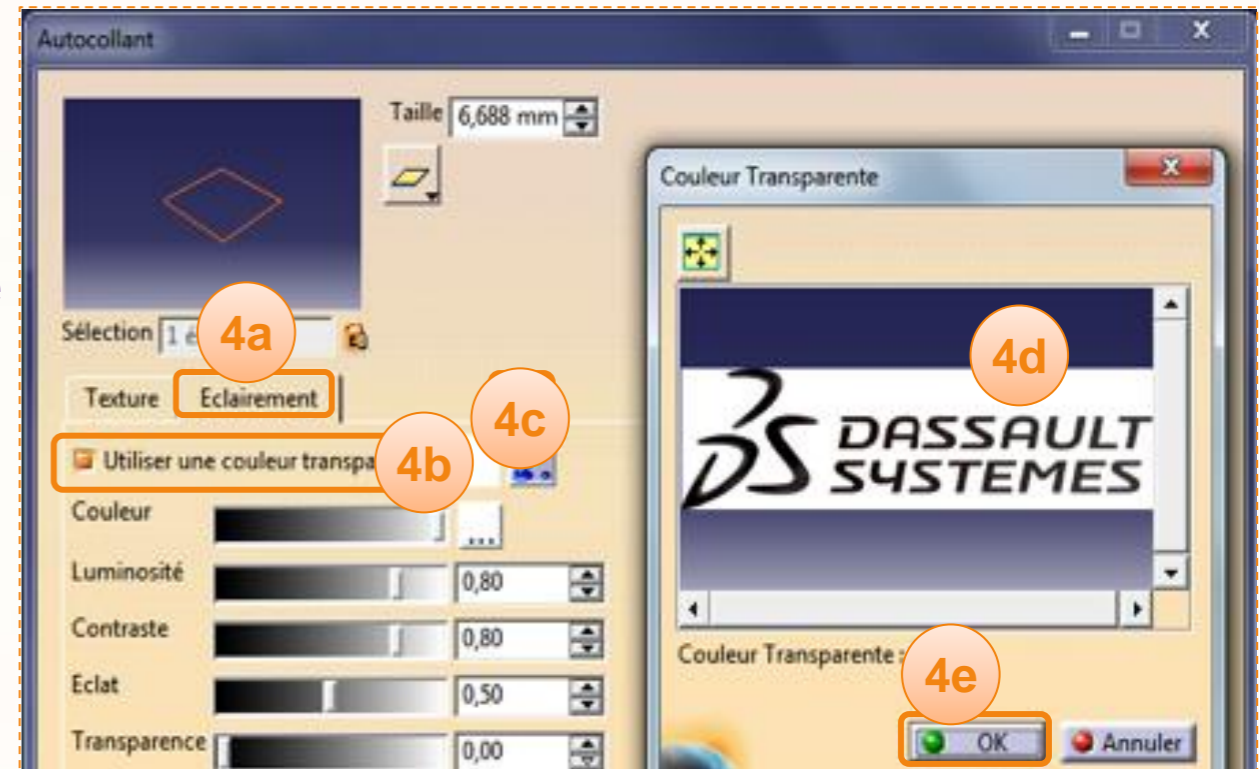 Autocollant
Taille 6,688 mm
Couleur Transparente
Sélection 1 é
4a
4d
Texture Eclairement
DASSAULT
SYSTEMES
4c
Utiliser une couleur transpa
4b
Couleur
...
Luminosité 0,80
Contraste 0,80
Couleur Transparente :
Eclat 0,50
4e
Transparence 0,00
OK Annuler